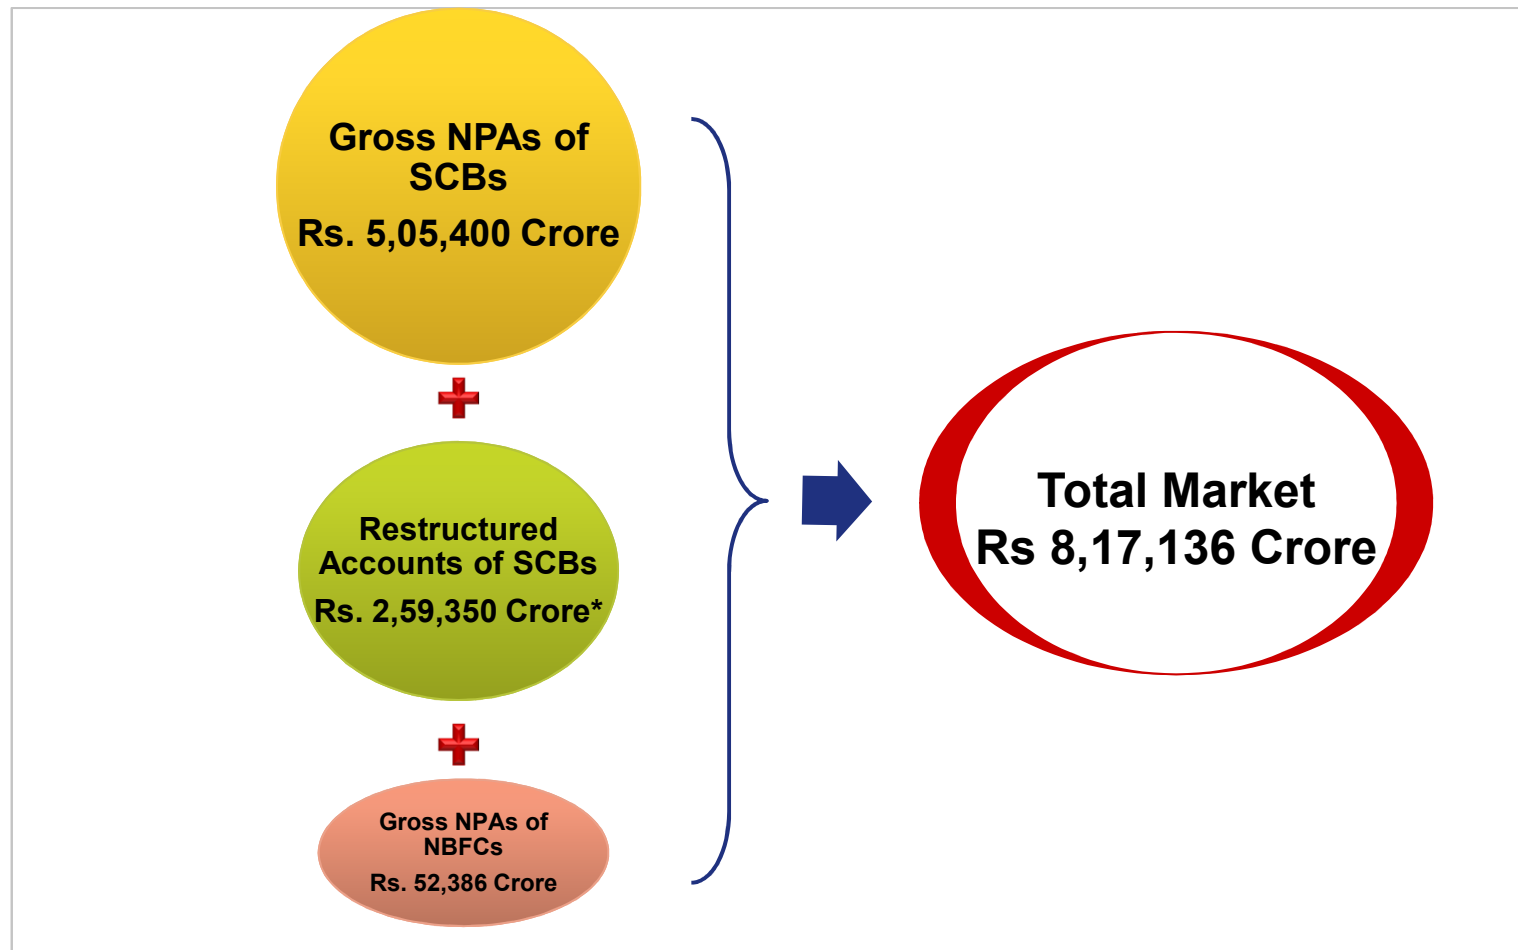 Gross NPAs of
SCBs
Rs. 5,05,400 Crore
Restructured
Accounts of SCBs
Rs. 2,59,350 Crore*
Gross NPAs of
NBFCs
Rs. 52,386 Crore
Total Market
Rs 8,17,136 Crore